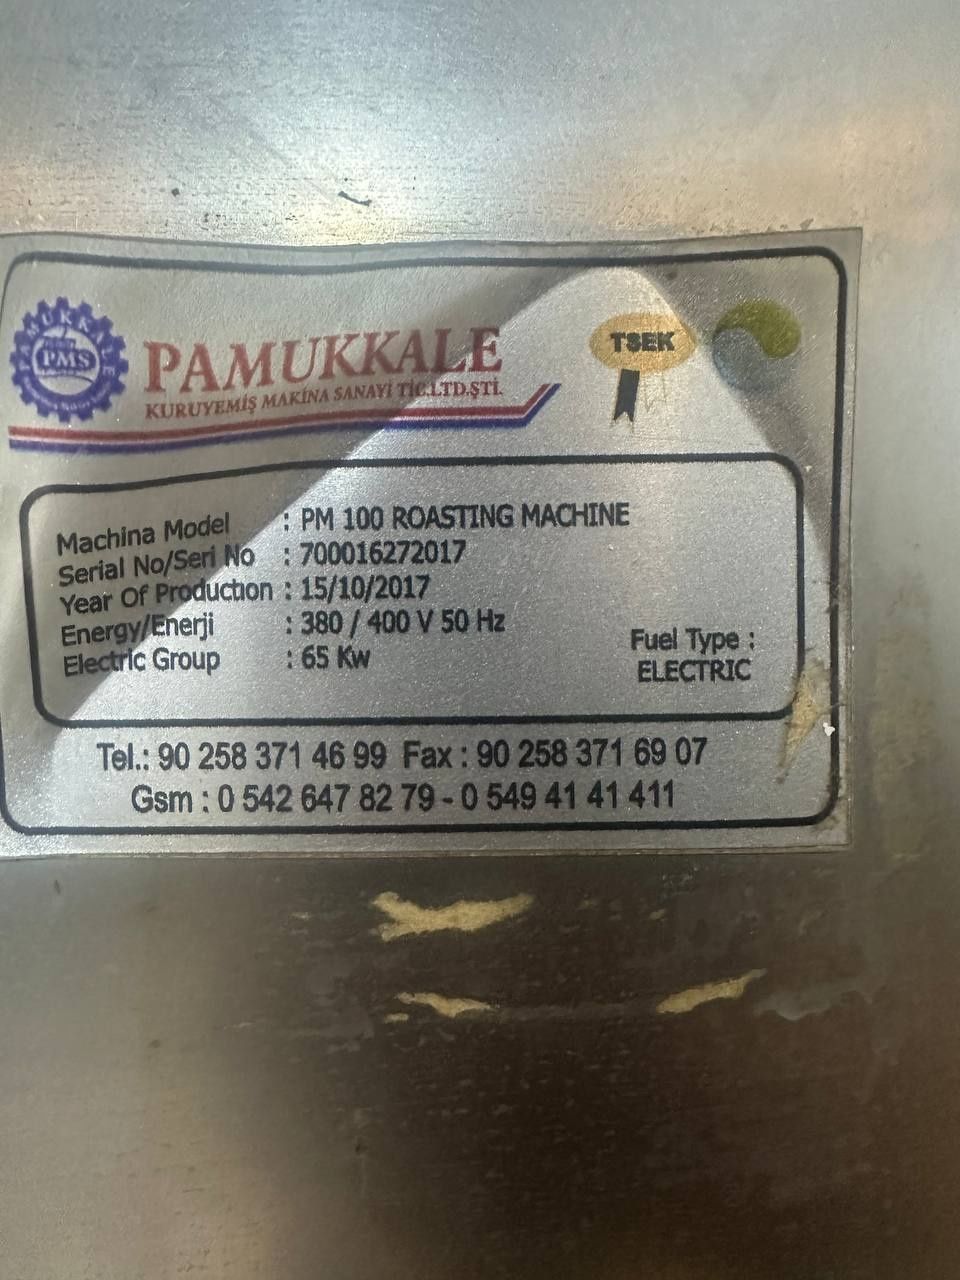 PAMUKKALE
PMS
PAMUKKALE
KURUYEMİŞ MAKİNA SANAYİ TİC.LTD.ŞTİ.
TSEK
Machina Model : PM 100 ROASTING MACHINE
Serial No/Seri No : 700016272017
Year Of Production : 15/10/2017
Energy/Enerji : 380 / 400 V 50 Hz
Electric Group : 65 Kw
Fuel Type :
ELECTRIC
Tel.: 90 258 371 46 99 Fax : 90 258 371 69 07
Gsm : 0 542 647 82 79 - 0 549 41 41 411